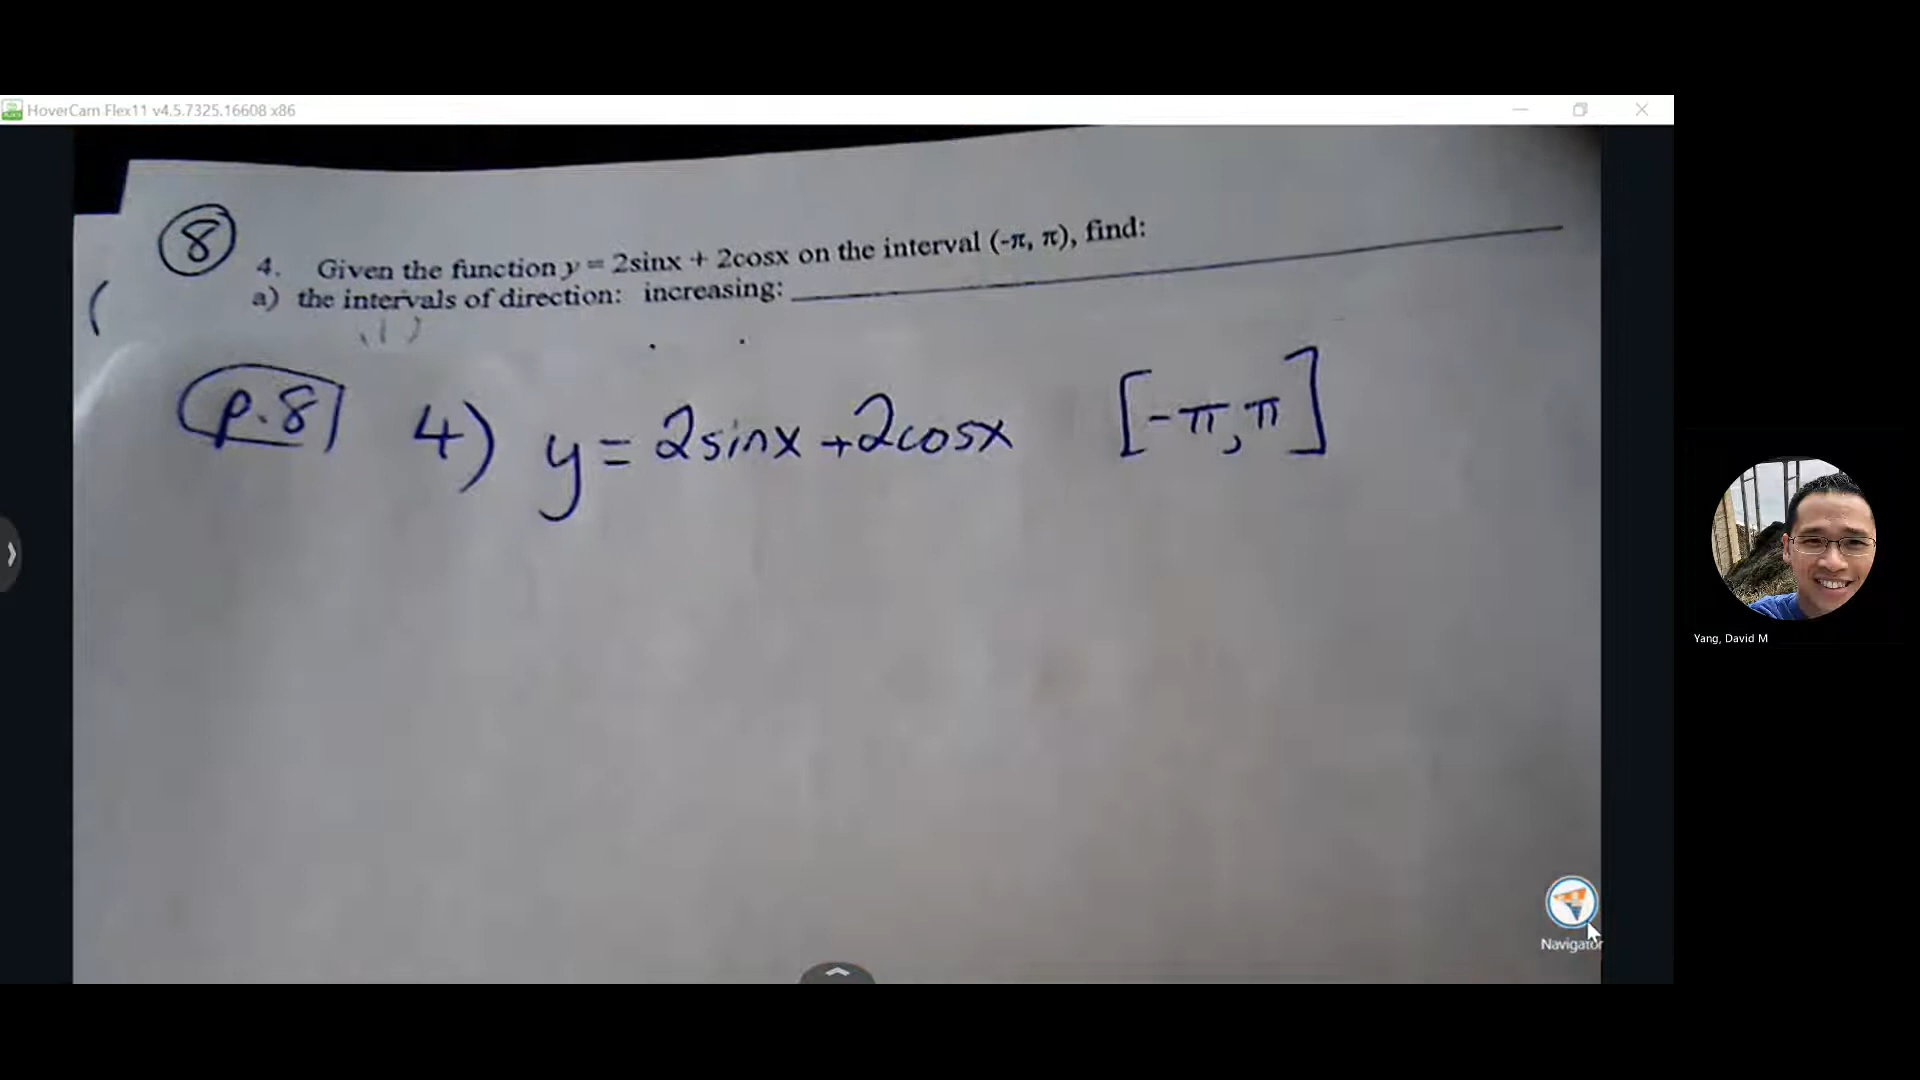 HoverCam Flex11 v4.5.7325.16608 x86
8
4. Given the function y = 2sinx + 2cosx on the interval (-π, π), find:
a) the intervals of direction: increasing:
p.8 4) y = 2sinx + 2cosx [-π, π]
Yang, David M
Navigator